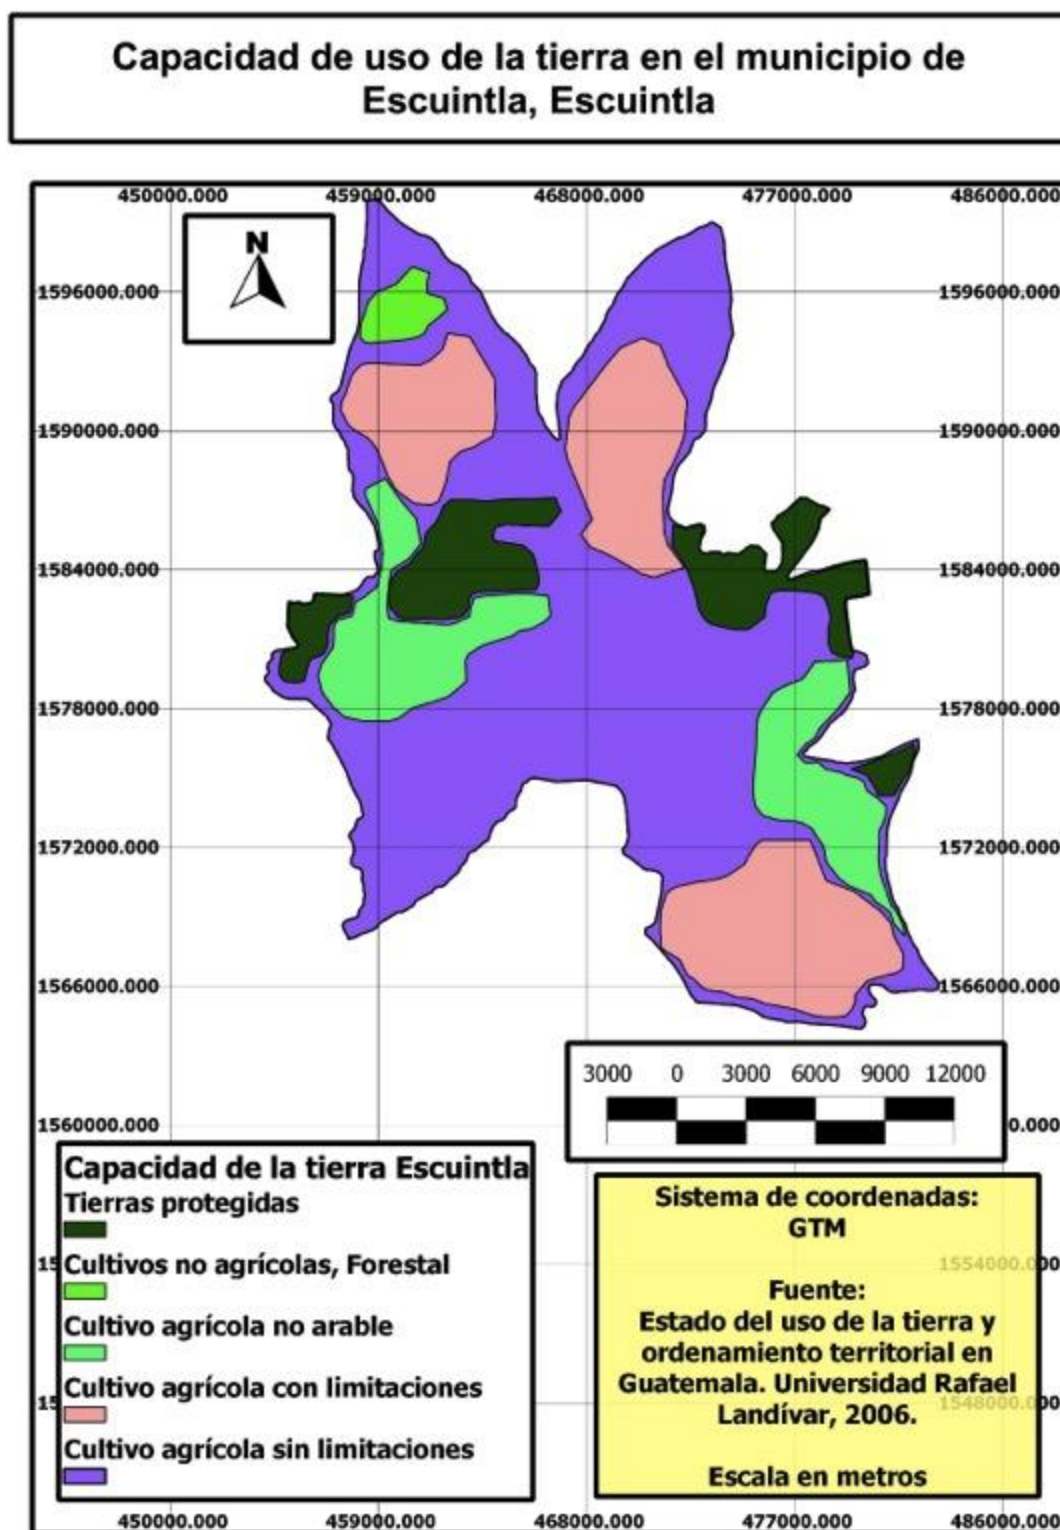 Capacidad de uso de la tierra en el municipio de
Escuintla, Escuintla
450000.000 459000.000 468000.000 477000.000 486000.000
N
1596000.000 1596000.000
1590000.000 1590000.000
1584000.000 1584000.000
1578000.000 1578000.000
1572000.000 1572000.000
1566000.000 1566000.000
3000 0 3000 6000 9000 12000
1560000.000 0.000
Capacidad de la tierra Escuintla
Tierras protegidas
Cultivos no agrícolas, Forestal
Cultivo agrícola no arable
Cultivo agrícola con limitaciones
Cultivo agrícola sin limitaciones
Sistema de coordenadas:
GTM
1554000.000
Fuente:
Estado del uso de la tierra y
ordenamiento territorial en
Guatemala. Universidad Rafael
Landívar, 2006.
1548000.000
Escala en metros
450000.000 459000.000 468000.000 477000.000 486000.000